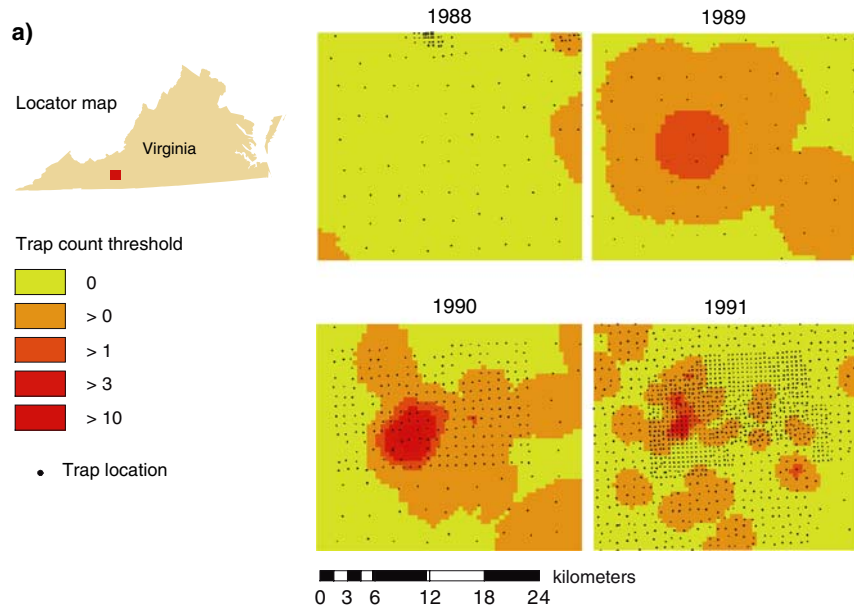 a)
Locator map
Virginia
Trap count threshold
0
> 0
> 1
> 3
> 10
Trap location
1988
1989
1990
1991
kilometers
0 3 6 12 18 24